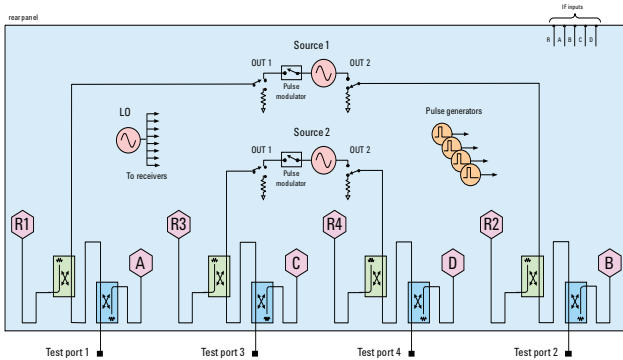 IF inputs
rear panel
R A B C D
Source 1
OUT 1 OUT 2
Pulse
modulator
LO
To receivers
Pulse generators
Source 2
OUT 1 OUT 2
Pulse
modulator
R1 R3 R4 R2
A C D B
Test port 1 Test port 3 Test port 4 Test port 2